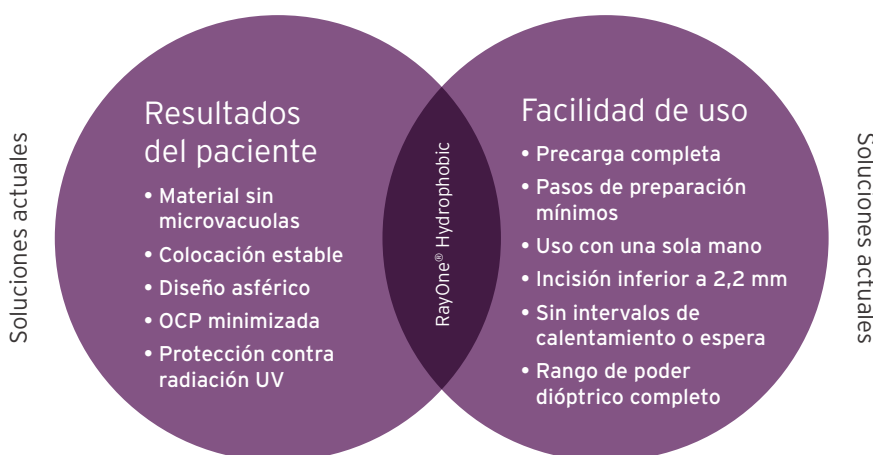 Soluciones actuales
Resultados
del paciente
• Material sin
microvacuolas
• Colocación estable
• Diseño asférico
• OCP minimizada
• Protección contra
radiación UV
RayOne® Hydrophobic
Facilidad de uso
• Precarga completa
• Pasos de preparación
mínimos
• Uso con una sola mano
• Incisión inferior a 2,2 mm
• Sin intervalos de
calentamiento o espera
• Rango de poder
dióptrico completo
Soluciones actuales